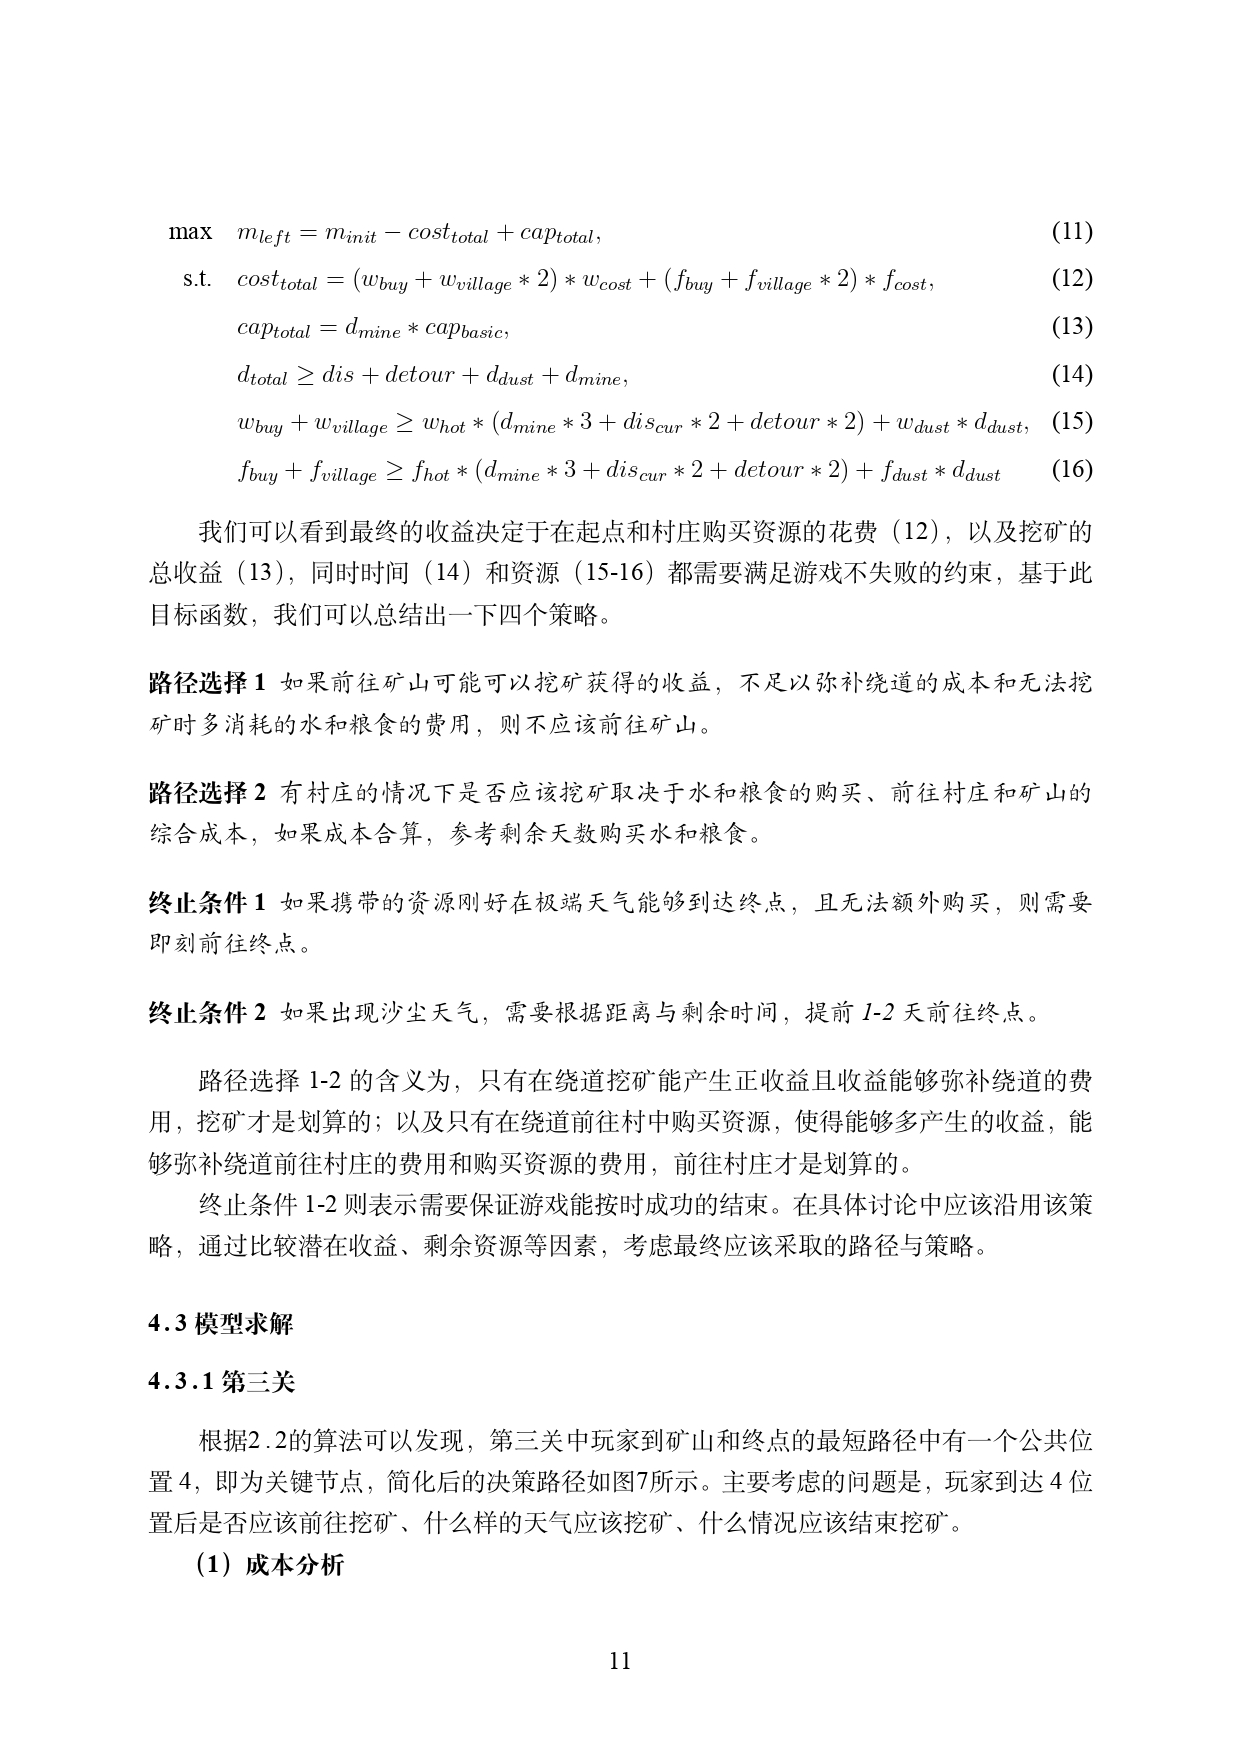 max m_{left} = m_{init} − cost_{total} + cap_{total}, (11)
s.t. cost_{total} = (w_{buy} + w_{village} ∗ 2) ∗ w_{cost} + (f_{buy} + f_{village} ∗ 2) ∗ f_{cost}, (12)
cap_{total} = d_{mine} ∗ cap_{basic}, (13)
d_{total} ≥ dis + detour + d_{dust} + d_{mine}, (14)
w_{buy} + w_{village} ≥ w_{hot} ∗ (d_{mine} ∗ 3 + dis_{cur} ∗ 2 + detour ∗ 2) + w_{dust} ∗ d_{dust}, (15)
f_{buy} + f_{village} ≥ f_{hot} ∗ (d_{mine} ∗ 3 + dis_{cur} ∗ 2 + detour ∗ 2) + f_{dust} ∗ d_{dust} (16)
我们可以看到最终的收益决定于在起点和村庄购买资源的花费（12），以及挖矿的
总收益（13），同时时间（14）和资源（15-16）都需要满足游戏不失败的约束，基于此
目标函数，我们可以总结出一下四个策略。
路径选择 1 如果前往矿山可能可以挖矿获得的收益，不足以弥补绕道的成本和无法挖
矿时多消耗的水和粮食的费用，则不应该前往矿山。
路径选择 2 有村庄的情况下是否应该挖矿取决于水和粮食的购买、前往村庄和矿山的
综合成本，如果成本合算，参考剩余天数购买水和粮食。
终止条件 1 如果携带的资源刚好在极端天气能够到达终点，且无法额外购买，则需要
即刻前往终点。
终止条件 2 如果出现沙尘天气，需要根据距离与剩余时间，提前 1-2 天前往终点。
路径选择 1-2 的含义为，只有在绕道挖矿能产生正收益且收益能够弥补绕道的费
用，挖矿才是划算的；以及只有在绕道前往村中购买资源，使得能够多产生的收益，能
够弥补绕道前往村庄的费用和购买资源的费用，前往村庄才是划算的。
终止条件 1-2 则表示需要保证游戏能按时成功的结束。在具体讨论中应该沿用该策
略，通过比较潜在收益、剩余资源等因素，考虑最终应该采取的路径与策略。
4.3 模型求解
4.3.1 第三关
根据2.2的算法可以发现，第三关中玩家到矿山和终点的最短路径中有一个公共位
置 4，即为关键节点，简化后的决策路径如图7所示。主要考虑的问题是，玩家到达 4 位
置后是否应该前往挖矿、什么样的天气应该挖矿、什么情况应该结束挖矿。
（1）成本分析
11